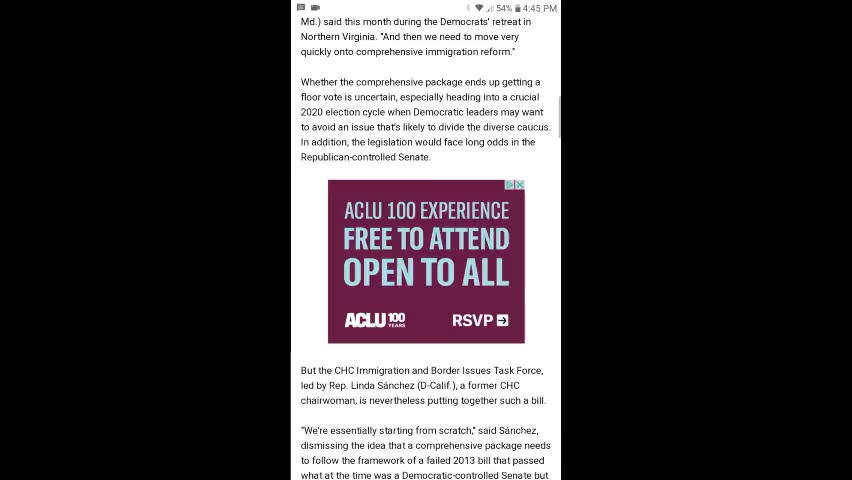 54% 4:45 PM
Md.) said this month during the Democrats' retreat in
Northern Virginia. "And then we need to move very
quickly onto comprehensive immigration reform."
Whether the comprehensive package ends up getting a
floor vote is uncertain, especially heading into a crucial
2020 election cycle when Democratic leaders may want
to avoid an issue that's likely to divide the diverse caucus.
In addition, the legislation would face long odds in the
Republican-controlled Senate.
ACLU 100 EXPERIENCE
FREE TO ATTEND
OPEN TO ALL
ACLU 100 YEARS
RSVP
But the CHC Immigration and Border Issues Task Force,
led by Rep. Linda Sánchez (D-Calif.), a former CHC
chairwoman, is nevertheless putting together such a bill.
"We're essentially starting from scratch," said Sánchez,
dismissing the idea that a comprehensive package needs
to follow the framework of a failed 2013 bill that passed
what at the time was a Democratic-controlled Senate but